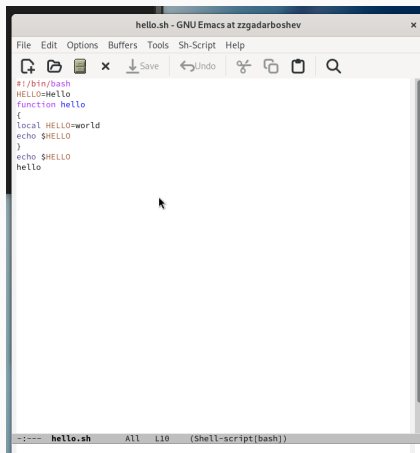 hello.sh - GNU Emacs at zzgadarboshev
File Edit Options Buffers Tools Sh-Script Help
Save Undo
#!/bin/bash
HELLO=Hello
function hello
{
local HELLO=world
echo $HELLO
}
echo $HELLO
hello
-:--- hello.sh All L10 (Shell-script[bash])